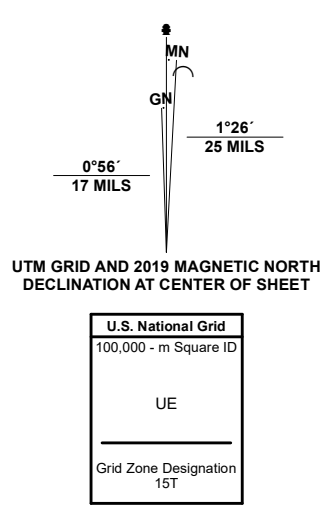 MN
GN
1°26´
25 MILS
0°56´
17 MILS
UTM GRID AND 2019 MAGNETIC NORTH
DECLINATION AT CENTER OF SHEET
U.S. National Grid
100,000 - m Square ID
UE
Grid Zone Designation
15T